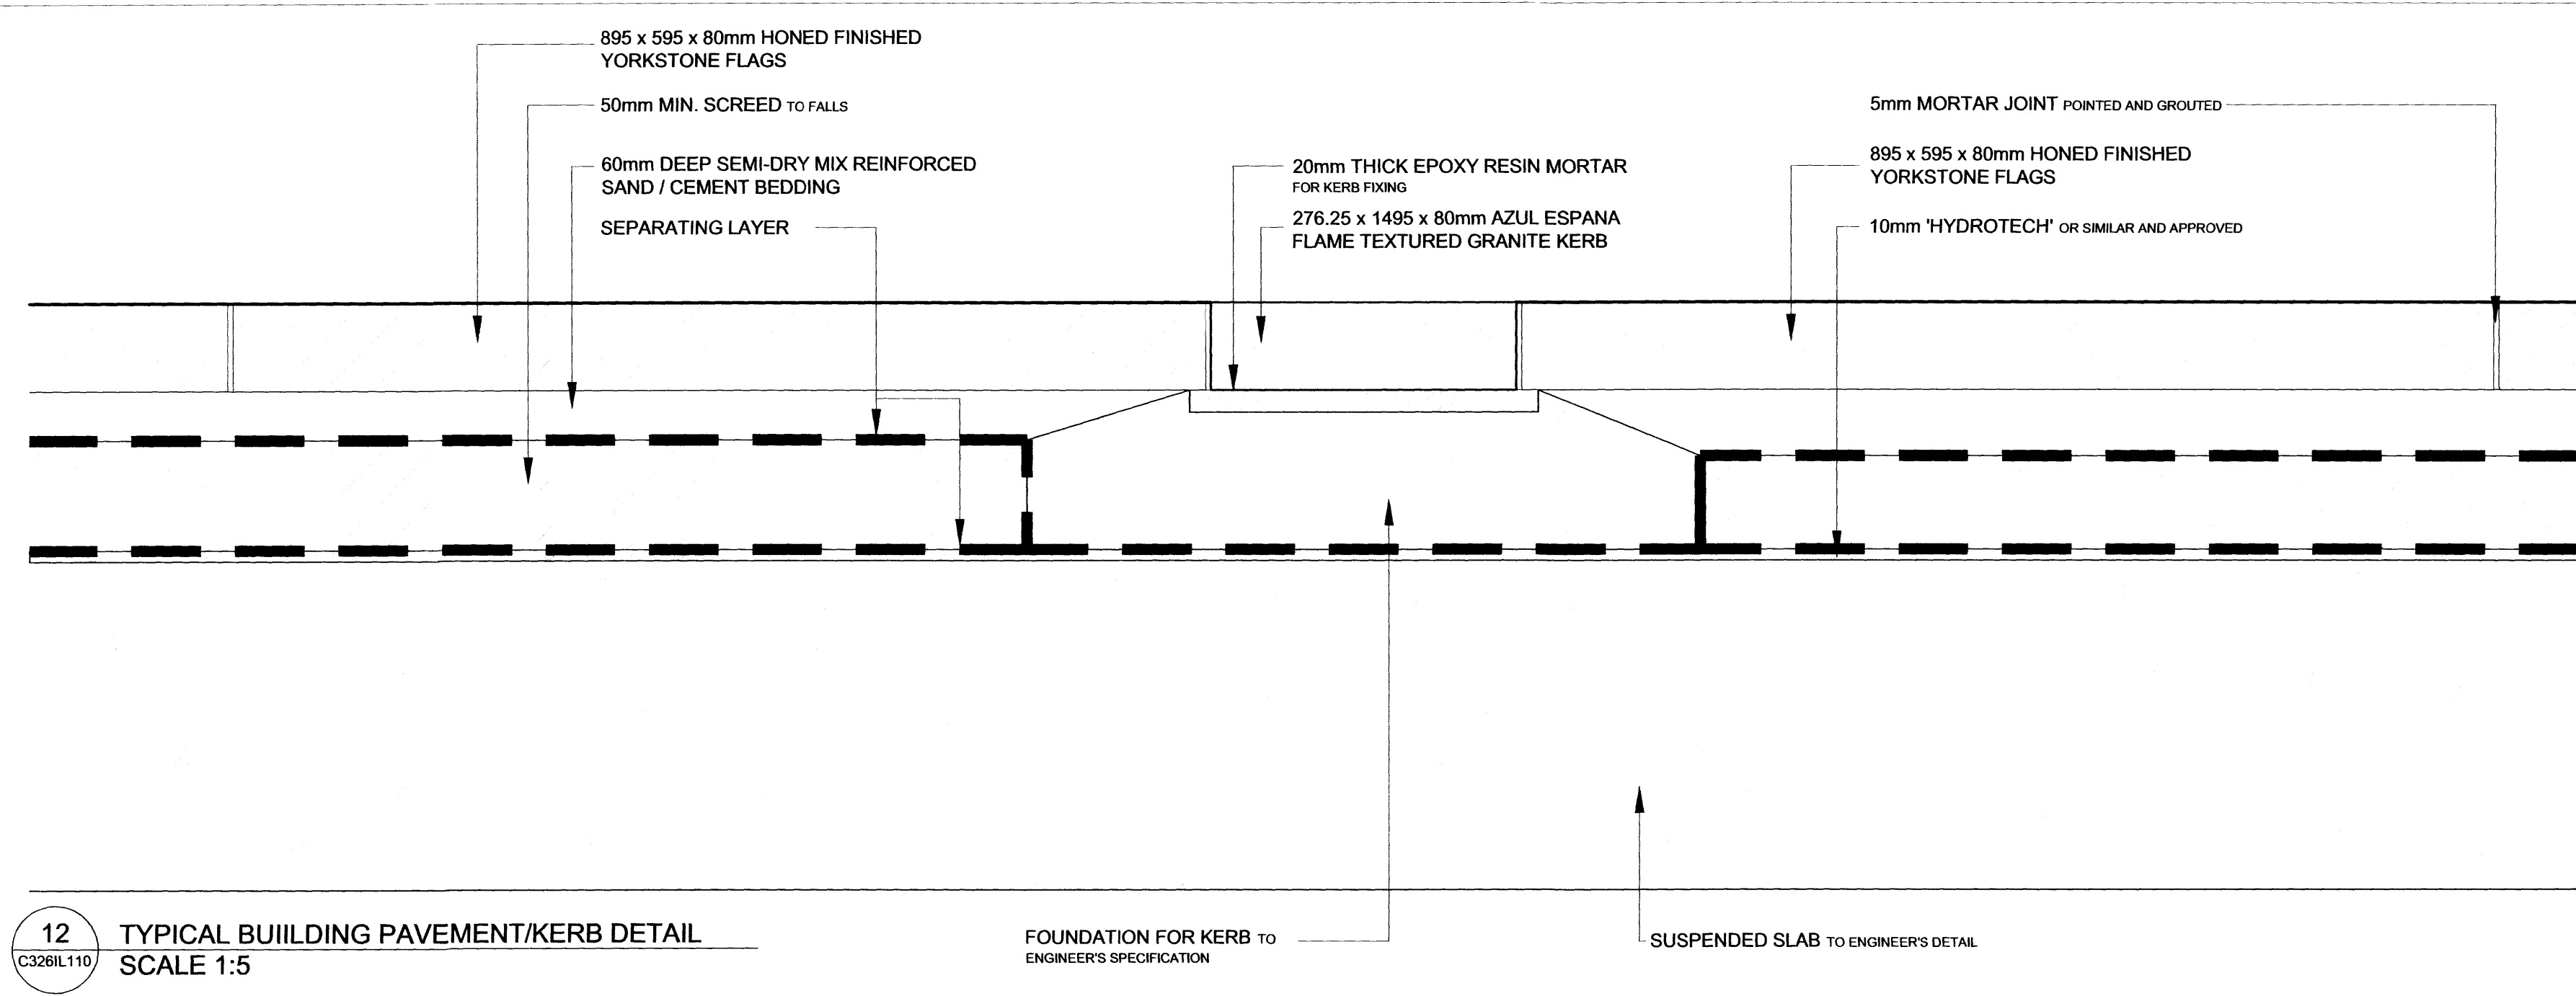 895 x 595 x 80mm HONED FINISHED
YORKSTONE FLAGS
50mm MIN. SCREED TO FALLS
60mm DEEP SEMI-DRY MIX REINFORCED
SAND / CEMENT BEDDING
SEPARATING LAYER
20mm THICK EPOXY RESIN MORTAR
FOR KERB FIXING
276.25 x 1495 x 80mm AZUL ESPANA
FLAME TEXTURED GRANITE KERB
5mm MORTAR JOINT POINTED AND GROUTED
895 x 595 x 80mm HONED FINISHED
YORKSTONE FLAGS
10mm 'HYDROTECH' OR SIMILAR AND APPROVED
12
C326IL110
TYPICAL BUIILDING PAVEMENT/KERB DETAIL
SCALE 1:5
FOUNDATION FOR KERB TO
ENGINEER'S SPECIFICATION
SUSPENDED SLAB TO ENGINEER'S DETAIL